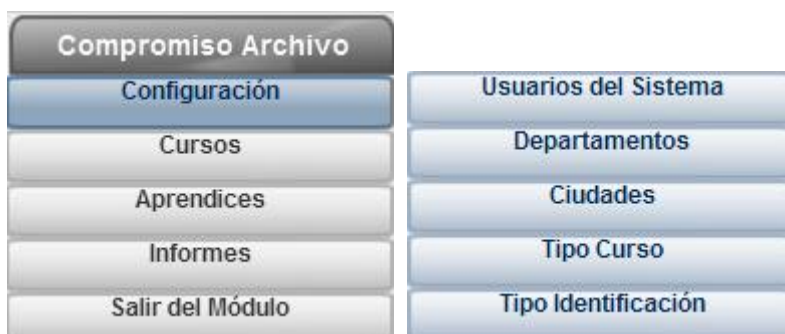 Compromiso Archivo
Configuración
Cursos
Aprendices
Informes
Salir del Módulo
Usuarios del Sistema
Departamentos
Ciudades
Tipo Curso
Tipo Identificación